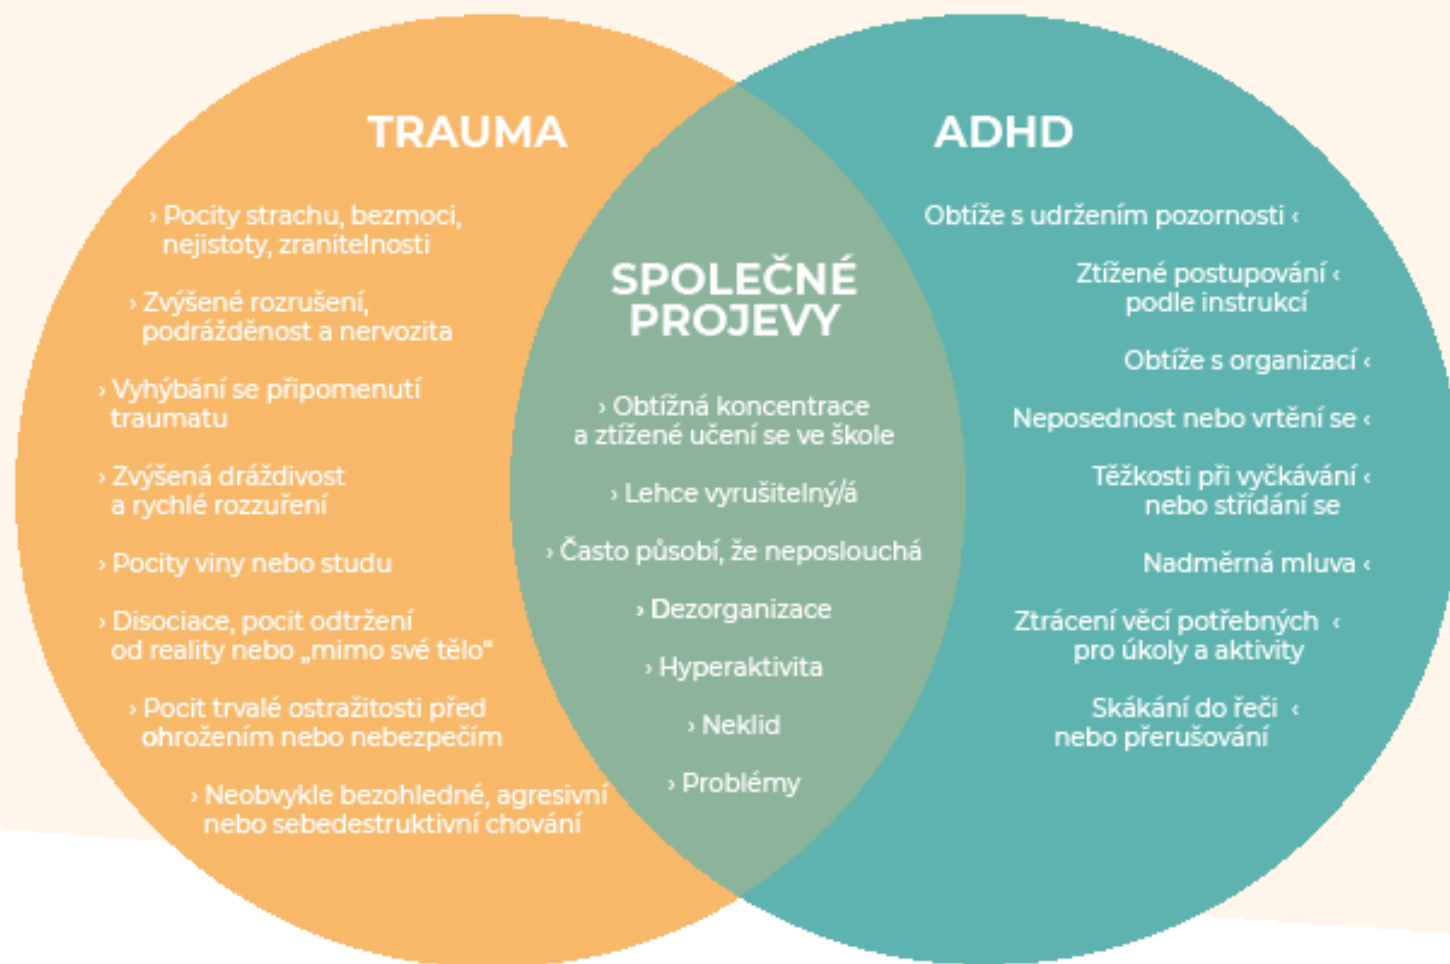 TRAUMA
› Pocity strachu, bezmoci,
nejistoty, zranitelnosti
› Zvýšené rozrušení,
podrážděnost a nervozita
› Vyhýbání se připomenutí
traumatu
› Zvýšená dráždivost
a rychlé rozzuření
› Pocity viny nebo studu
› Disociace, pocit odtržení
od reality nebo „mimo své tělo“
› Pocit trvalé ostražitosti před
ohrožením nebo nebezpečím
› Neobvykle bezohledné, agresivní
nebo sebedestruktivní chování
SPOLEČNÉ
PROJEVY
› Obtížná koncentrace
a ztížené učení se ve škole
› Lehce vyrušitelný/á
› Často působí, že neposlouchá
› Dezorganizace
› Hyperaktivita
› Neklid
› Problémy
ADHD
Obtíže s udržením pozornosti ‹
Ztížené postupování ‹
podle instrukcí
Obtíže s organizací ‹
Neposednost nebo vrtění se ‹
Těžkosti při vyčkávání ‹
nebo střídání se
Nadměrná mluva ‹
Ztrácení věcí potřebných ‹
pro úkoly a aktivity
Skákání do řeči ‹
nebo přerušování